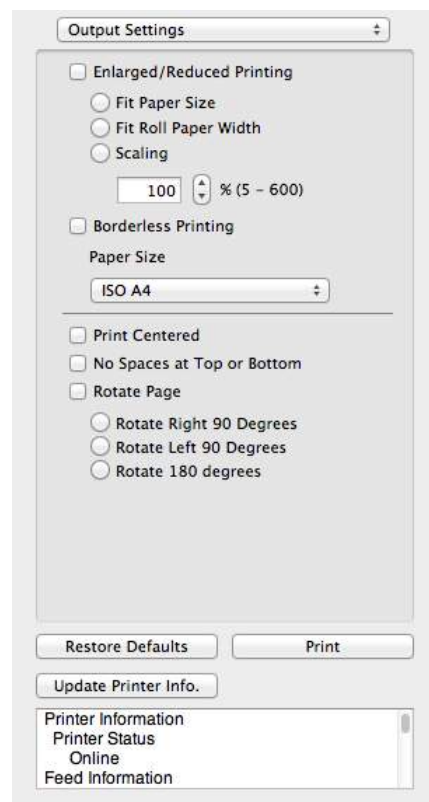 Output Settings
Enlarged/Reduced Printing
Fit Paper Size
Fit Roll Paper Width
Scaling
100 % (5 - 600)
Borderless Printing
Paper Size
ISO A4
Print Centered
No Spaces at Top or Bottom
Rotate Page
Rotate Right 90 Degrees
Rotate Left 90 Degrees
Rotate 180 degrees
Restore Defaults Print
Update Printer Info.
Printer Information
Printer Status
Online
Feed Information